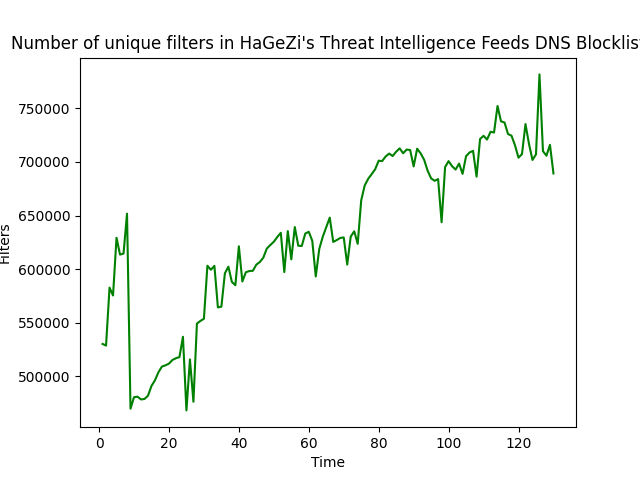 Number of unique filters in HaGeZi's Threat Intelligence Feeds DNS Blocklist
750000
700000
650000
600000
550000
500000
Filters
0 20 40 60 80 100 120
Time